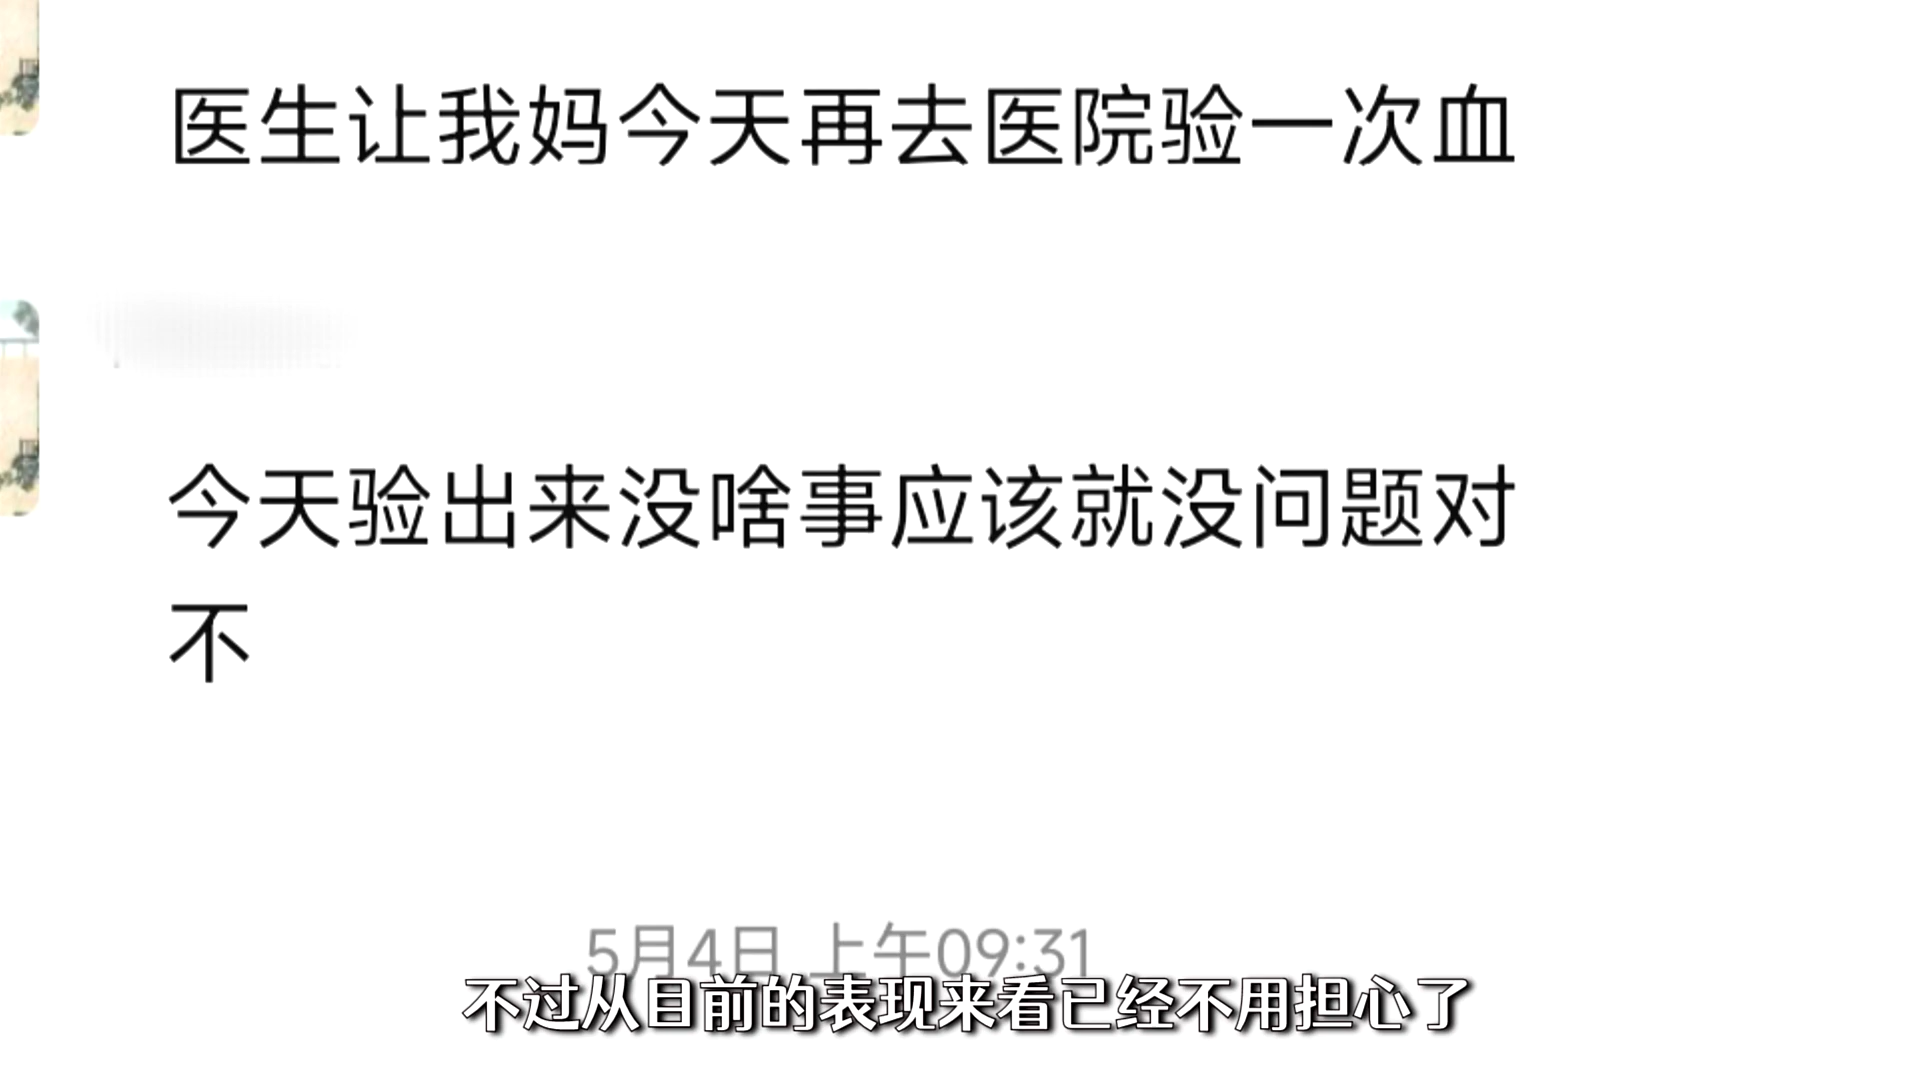 医生让我妈今天再去医院验一次血
今天验出来没啥事应该就没问题对
不
5月4日 上午09:31
不过从目前的表现来看已经不用担心了